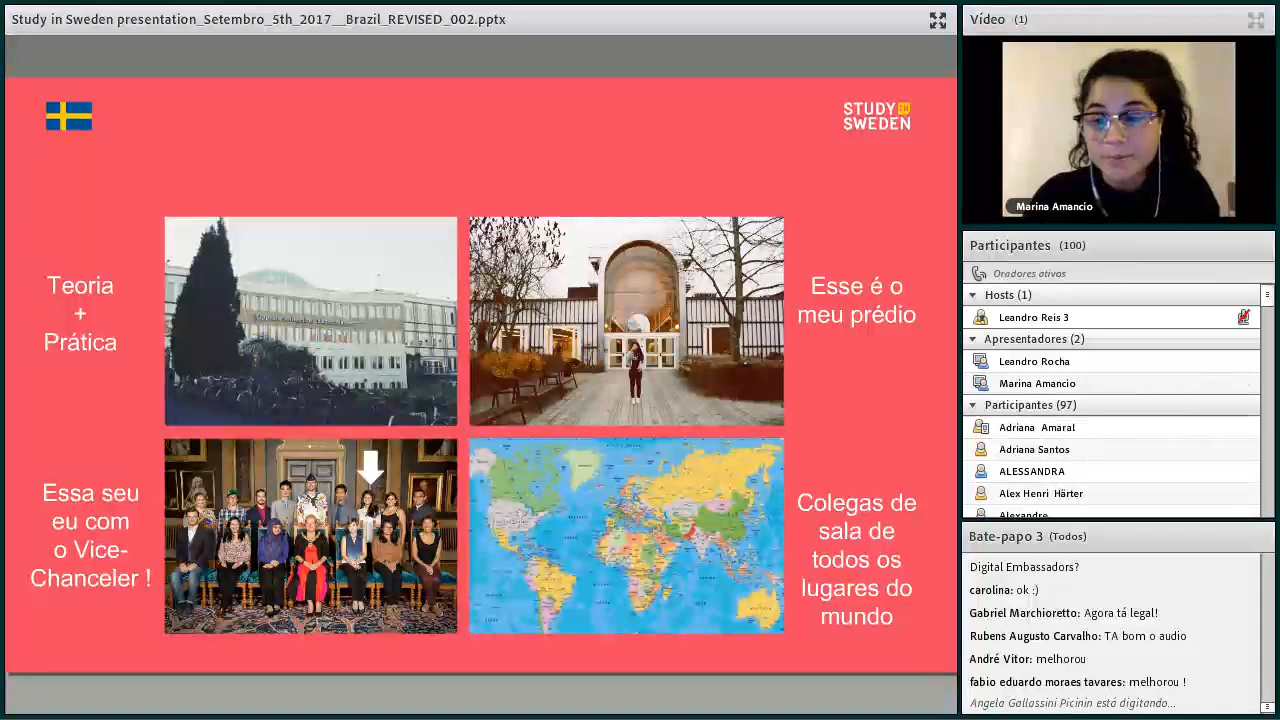 Study in Sweden presentation_Setembro_5th_2017__Brazil_REVISED_002.pptx
STUDY IN
SWEDEN
Teoria
+
Prática
Esse é o
meu prédio
Essa seu
eu com
o Vice-
Chanceler !
Colegas de
sala de
todos os
lugares do
mundo
Vídeo (1)
Marina Amancio
Participantes (100)
Oradores ativos
Hosts (1)
Leandro Reis 3
Apresentadores (2)
Leandro Rocha
Marina Amancio
Participantes (97)
Adriana Amaral
Adriana Santos
ALESSANDRA
Alex Henri Härter
Alexandre
Bate-papo 3 (Todos)
Digital Embassadors?
carolina: ok :)
Gabriel Marchioretto: Agora tá legal!
Rubens Augusto Carvalho: TA bom o audio
André Vitor: melhorou
fabio eduardo moraes tavares: melhorou !
Angela Gallassini Picinin está digitando...